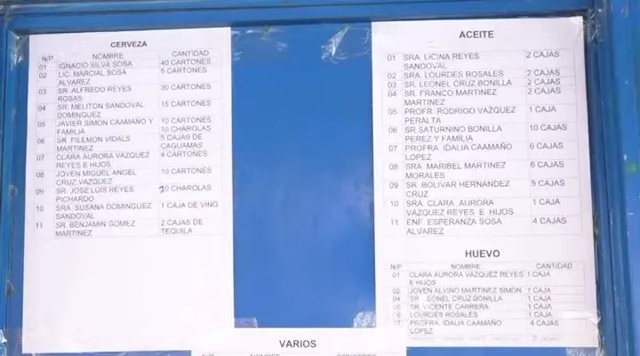 CERVEZA
N/P NOMBRE CANTIDAD
01 IGNACIO SILVA SOSA 40 CARTONES
02 LIC. MARCIAL SOSA 5 CARTONES
ALVAREZ
03 SR. ALFREDO REYES 30 CARTONES
ROSAS
04 SR. MELITON SANDOVAL 15 CARTONES
DOMINGUEZ
05 JAVIER SIMON CAAMAÑO Y 10 CARTONES
FAMILIA 10 CHAROLAS
06 SR. FILEMON VIDALS 5 CAJAS DE
MARTINEZ CAGUAMAS
07 CLARA AURORA VAZQUEZ 4 CARTONES
REYES E HIJOS
08 JOVEN MIGUEL ANGEL 10 CARTONES
CRUZ VAZQUEZ
09 SR. JOSE LUIS REYES 20 CHAROLAS
PICHARDO
10 SRA. SUSANA DOMINGUEZ 1 CAJA DE VINO
SANDOVAL
11 SR. BENJAMIN GOMEZ 2 CAJAS DE
MARTINEZ TEQUILA
ACEITE
01 SRA. LICINA REYES 2 CAJAS
SANDOVAL
02 SRA. LOURDES ROSALES 2 CAJAS
03 SR. LEONEL CRUZ BONILLA 2 CAJAS
04 SR. FRANCO MARTINEZ 2 CAJAS
MARTINEZ
05 PROFR. RODRIGO VAZQUEZ 1 CAJA
PERALTA
06 SR SATURNINO BONILLA 10 CAJAS
PEREZ Y FAMILIA
07 PROFRA. IDALIA CAAMAÑO 6 CAJAS
LOPEZ
08 SRA. MARIBEL MARTINEZ 6 CAJAS
MORALES
09 SR. BOLIVAR HERNANDEZ 5 CAJAS
CRUZ
10 SRA. CLARA AURORA 1 CAJA
VAZQUEZ REYES E HIJOS
11 ENF. ESPERANZA SOSA 4 CAJAS
ALVAREZ
HUEVO
N/P NOMBRE CANTIDAD
01 CLARA AURORA VAZQUEZ REYES 1 CAJA
E HIJOS
02 JOVEN ALVINO MARTINEZ SIMON 1 CAJA
04 SR. LEONEL CRUZ BONILLA 1 CAJA
05 SR. VICENTE CARRERA 1 CAJA
6 LOURDES ROSALES 1 CAJA
PROFRA. IDALIA CAAMAÑO 4 CAJAS
LOPEZ
VARIOS
N/P NOMBRE